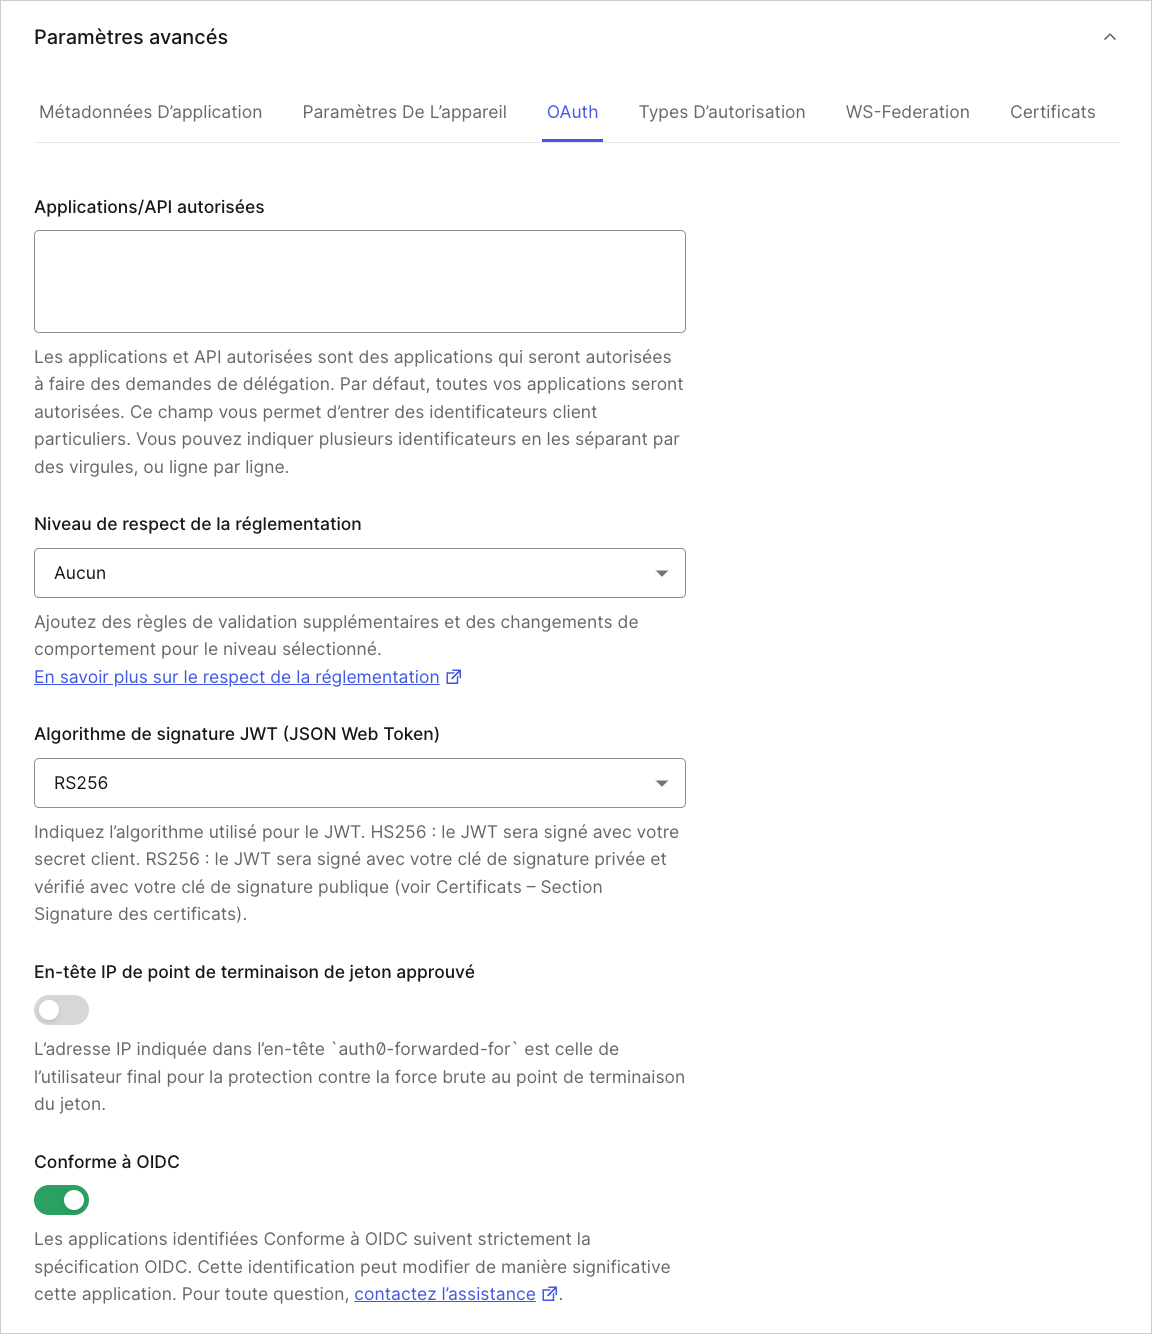 Paramètres avancés
Métadonnées D’application Paramètres De L’appareil OAuth Types D’autorisation WS-Federation Certificats
Applications/API autorisées
Les applications et API autorisées sont des applications qui seront autorisées
à faire des demandes de délégation. Par défaut, toutes vos applications seront
autorisées. Ce champ vous permet d’entrer des identificateurs client
particuliers. Vous pouvez indiquer plusieurs identificateurs en les séparant par
des virgules, ou ligne par ligne.
Niveau de respect de la réglementation
Aucun
Ajoutez des règles de validation supplémentaires et des changements de
comportement pour le niveau sélectionné.
En savoir plus sur le respect de la réglementation
Algorithme de signature JWT (JSON Web Token)
RS256
Indiquez l’algorithme utilisé pour le JWT. HS256 : le JWT sera signé avec votre
secret client. RS256 : le JWT sera signé avec votre clé de signature privée et
vérifié avec votre clé de signature publique (voir Certificats – Section
Signature des certificats).
En-tête IP de point de terminaison de jeton approuvé
L’adresse IP indiquée dans l’en-tête `auth0-forwarded-for` est celle de
l’utilisateur final pour la protection contre la force brute au point de terminaison
du jeton.
Conforme à OIDC
Les applications identifiées Conforme à OIDC suivent strictement la
spécification OIDC. Cette identification peut modifier de manière significative
cette application. Pour toute question, contactez l’assistance.